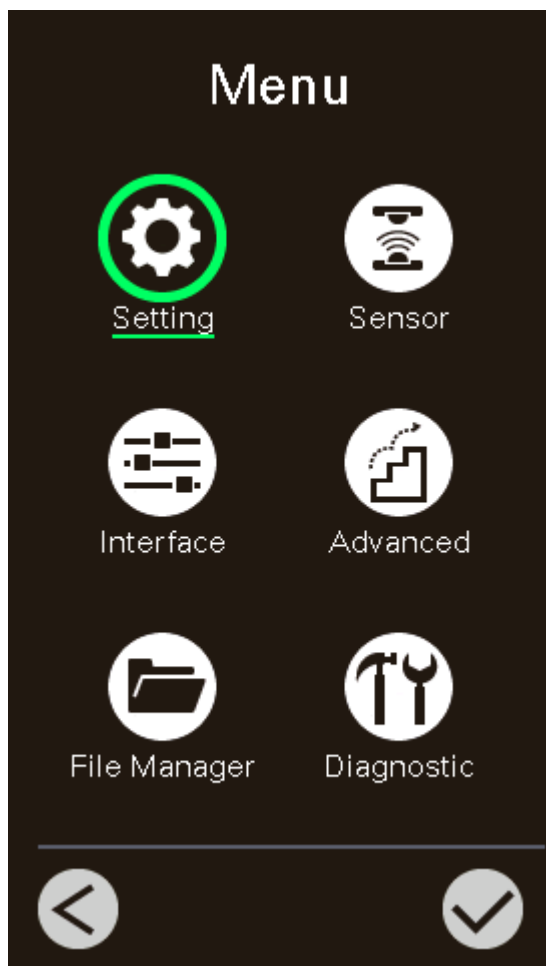 Menu
Setting
Sensor
Interface
Advanced
File Manager
Diagnostic